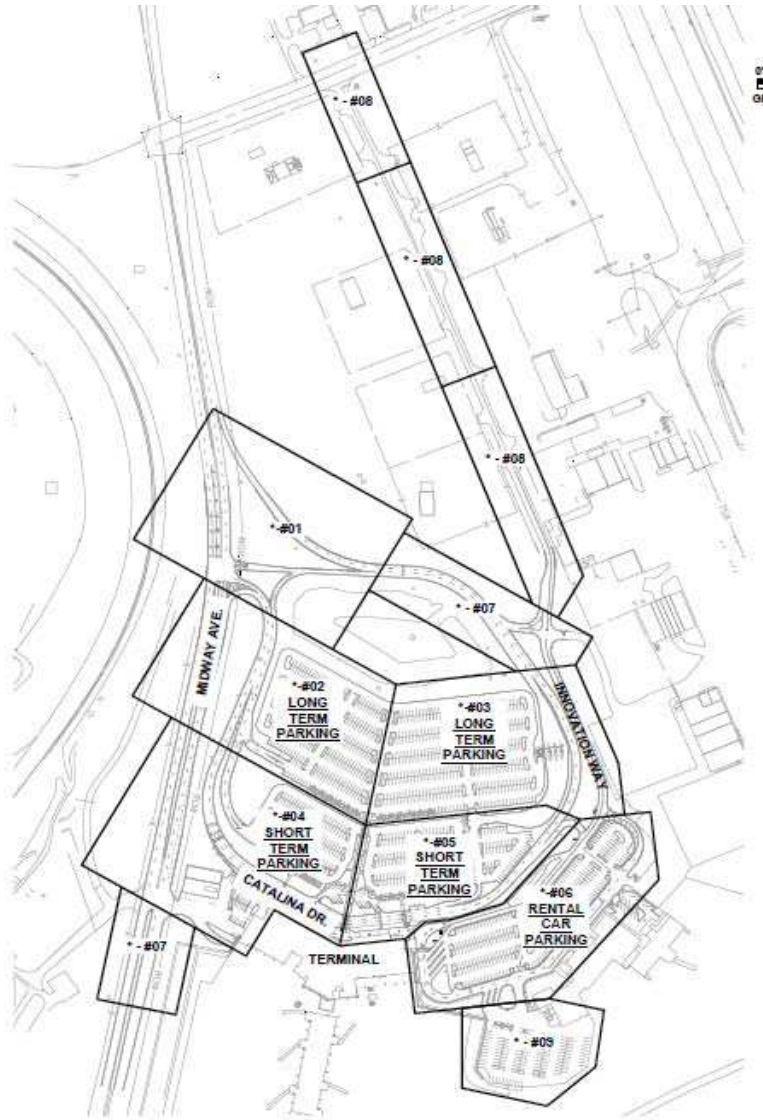 * - #08
* - #08
* - #08
*-#01
* - #07
MIDWAY AVE.
*-#02
LONG
TERM
PARKING
*-#03
LONG
TERM
PARKING
INNOVATION WAY
*-#04
SHORT
TERM
PARKING
*-#05
SHORT
TERM
PARKING
*-#06
RENTAL
CAR
PARKING
CATALINA DR.
* - #07
TERMINAL
* - #09